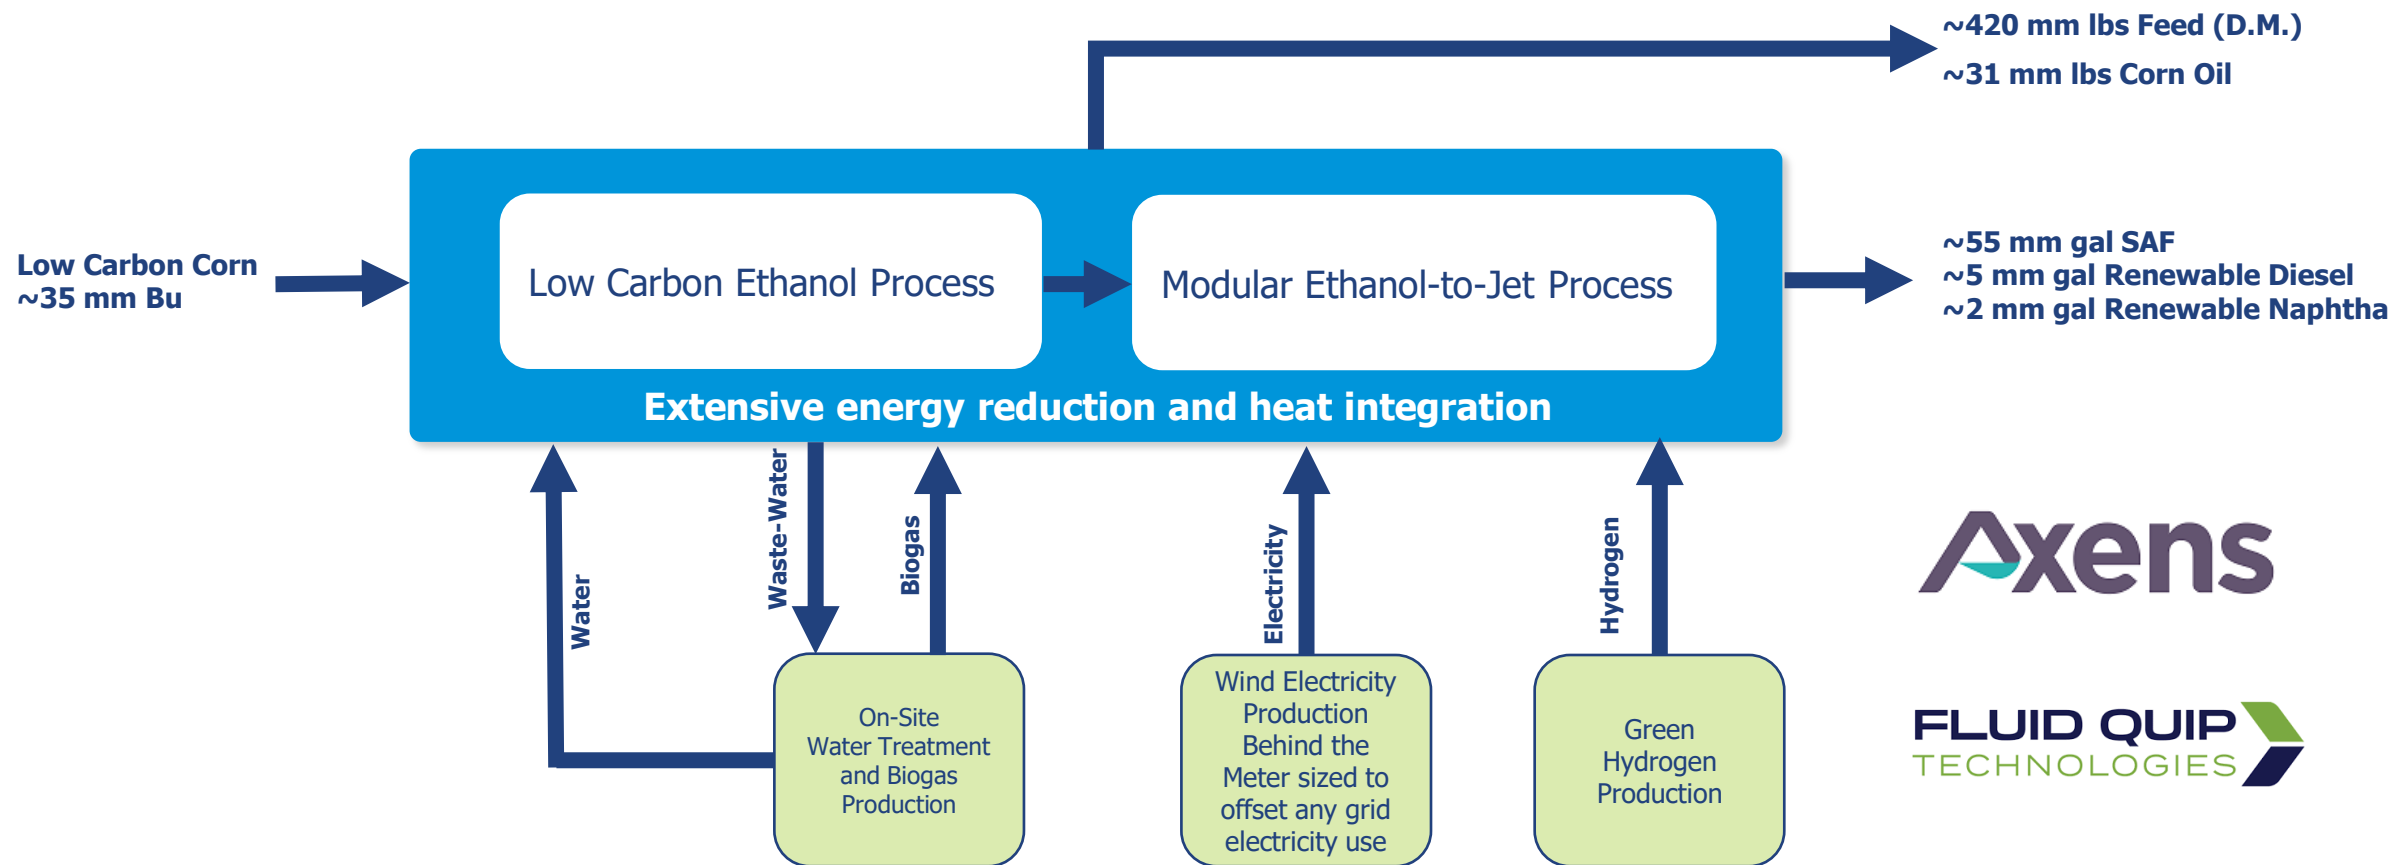 ~420 mm lbs Feed (D.M.)
~31 mm lbs Corn Oil
Low Carbon Corn
~35 mm Bu
Low Carbon Ethanol Process
Modular Ethanol-to-Jet Process
Extensive energy reduction and heat integration
~55 mm gal SAF
~5 mm gal Renewable Diesel
~2 mm gal Renewable Naphtha
Water
Waste-Water
Biogas
Electricity
Hydrogen
On-Site
Water Treatment
and Biogas
Production
Wind Electricity
Production
Behind the
Meter sized to
offset any grid
electricity use
Green
Hydrogen
Production
Axens
FLUID QUIP
TECHNOLOGIES